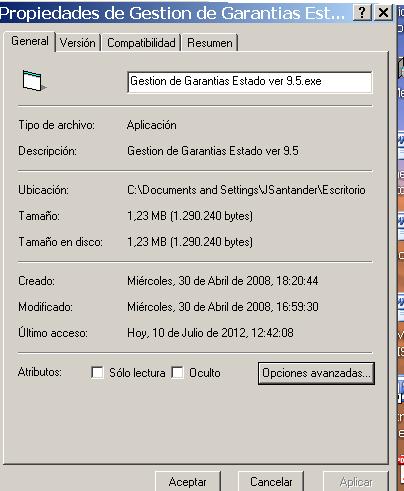 Propiedades de Gestion de Garantias Est...
General Versión Compatibilidad Resumen
Gestion de Garantias Estado ver 9.5.exe
Tipo de archivo: Aplicación
Descripción: Gestion de Garantias Estado ver 9.5
Ubicación: C:\Documents and Settings\JSantander\Escritorio
Tamaño: 1,23 MB (1.290.240 bytes)
Tamaño en disco: 1,23 MB (1.290.240 bytes)
Creado: Miércoles, 30 de Abril de 2008, 18:20:44
Modificado: Miércoles, 30 de Abril de 2008, 16:59:30
Último acceso: Hoy, 10 de Julio de 2012, 12:42:08
Atributos: Sólo lectura Oculto Opciones avanzadas...
Aceptar Cancelar Aplicar